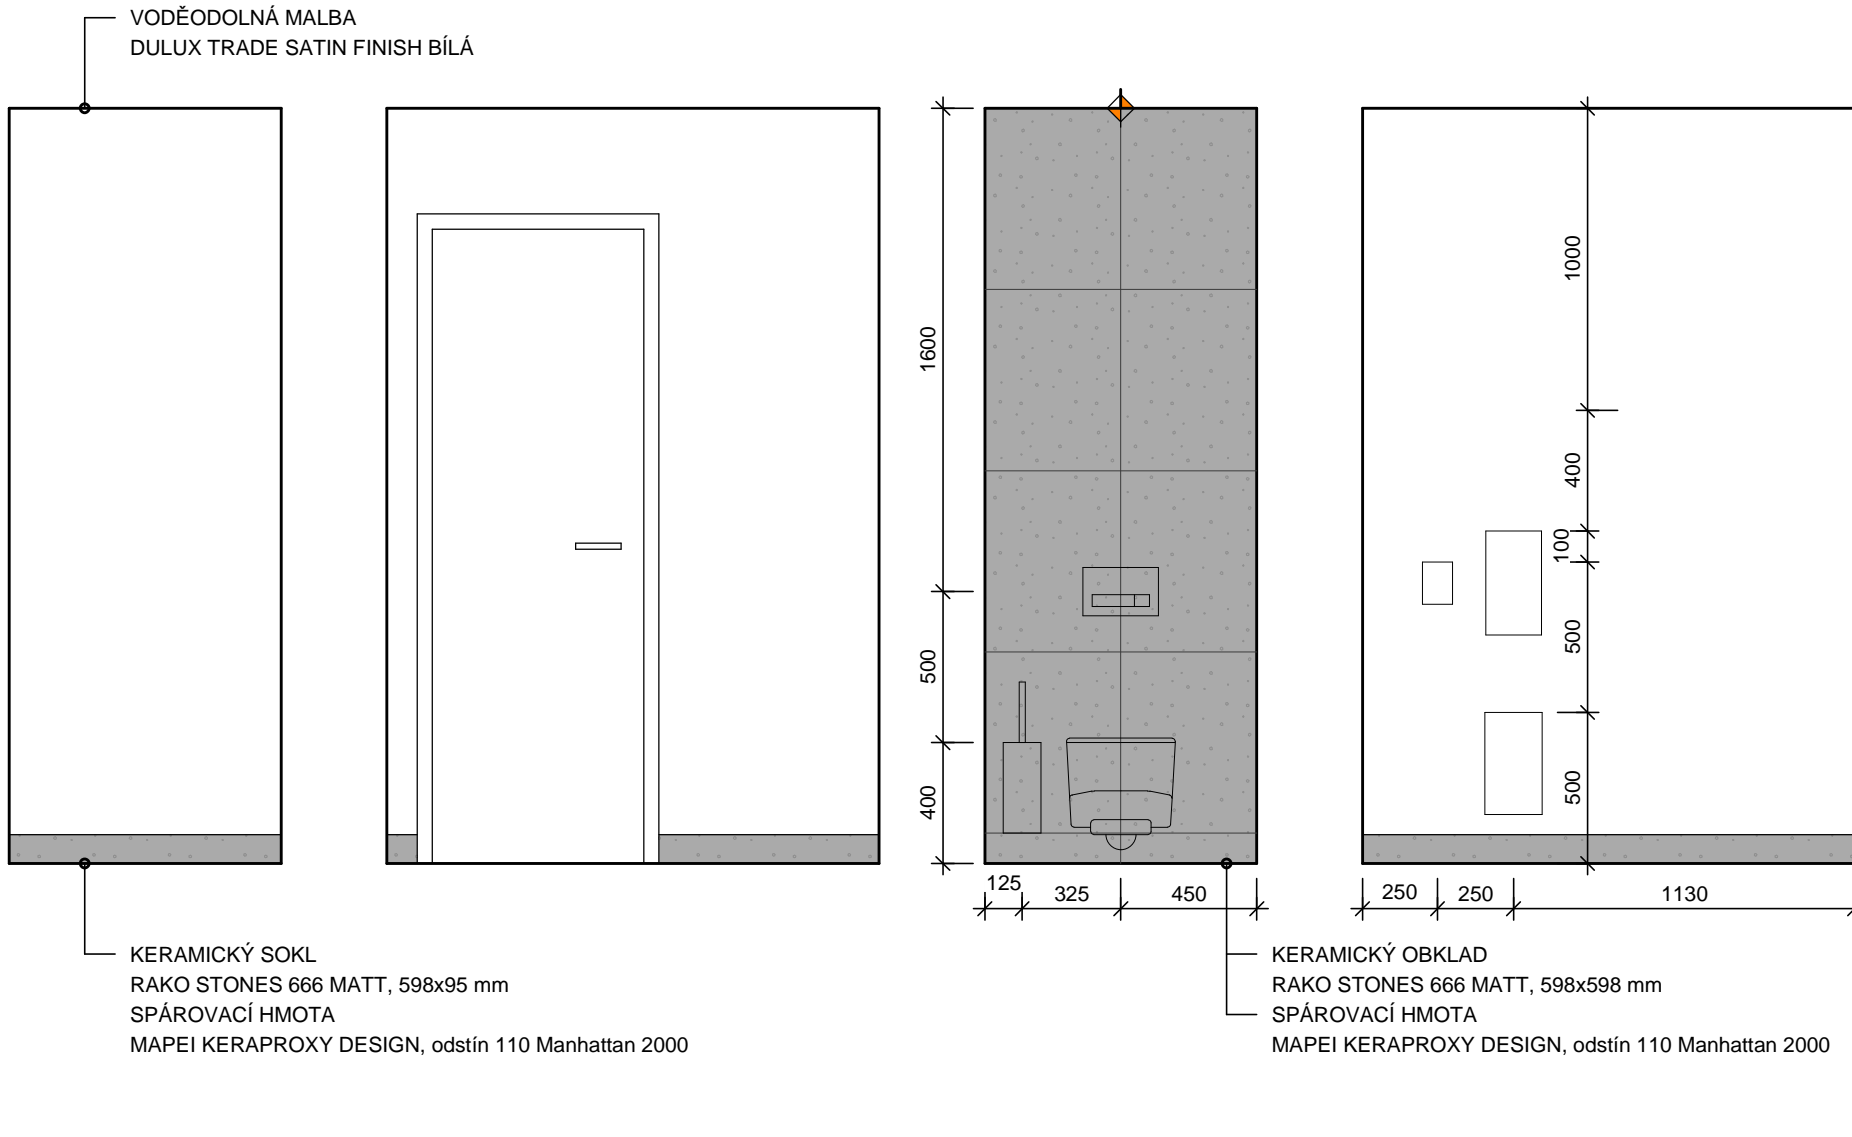 VODĚODOLNÁ MALBA
DULUX TRADE SATIN FINISH BÍLÁ
1600
500
400
125
325
450
1000
400
100
500
500
250
250
1130
KERAMICKÝ SOKL
RAKO STONES 666 MATT, 598x95 mm
SPÁROVACÍ HMOTA
MAPEI KERAPROXY DESIGN, odstín 110 Manhattan 2000
KERAMICKÝ OBKLAD
RAKO STONES 666 MATT, 598x598 mm
SPÁROVACÍ HMOTA
MAPEI KERAPROXY DESIGN, odstín 110 Manhattan 2000